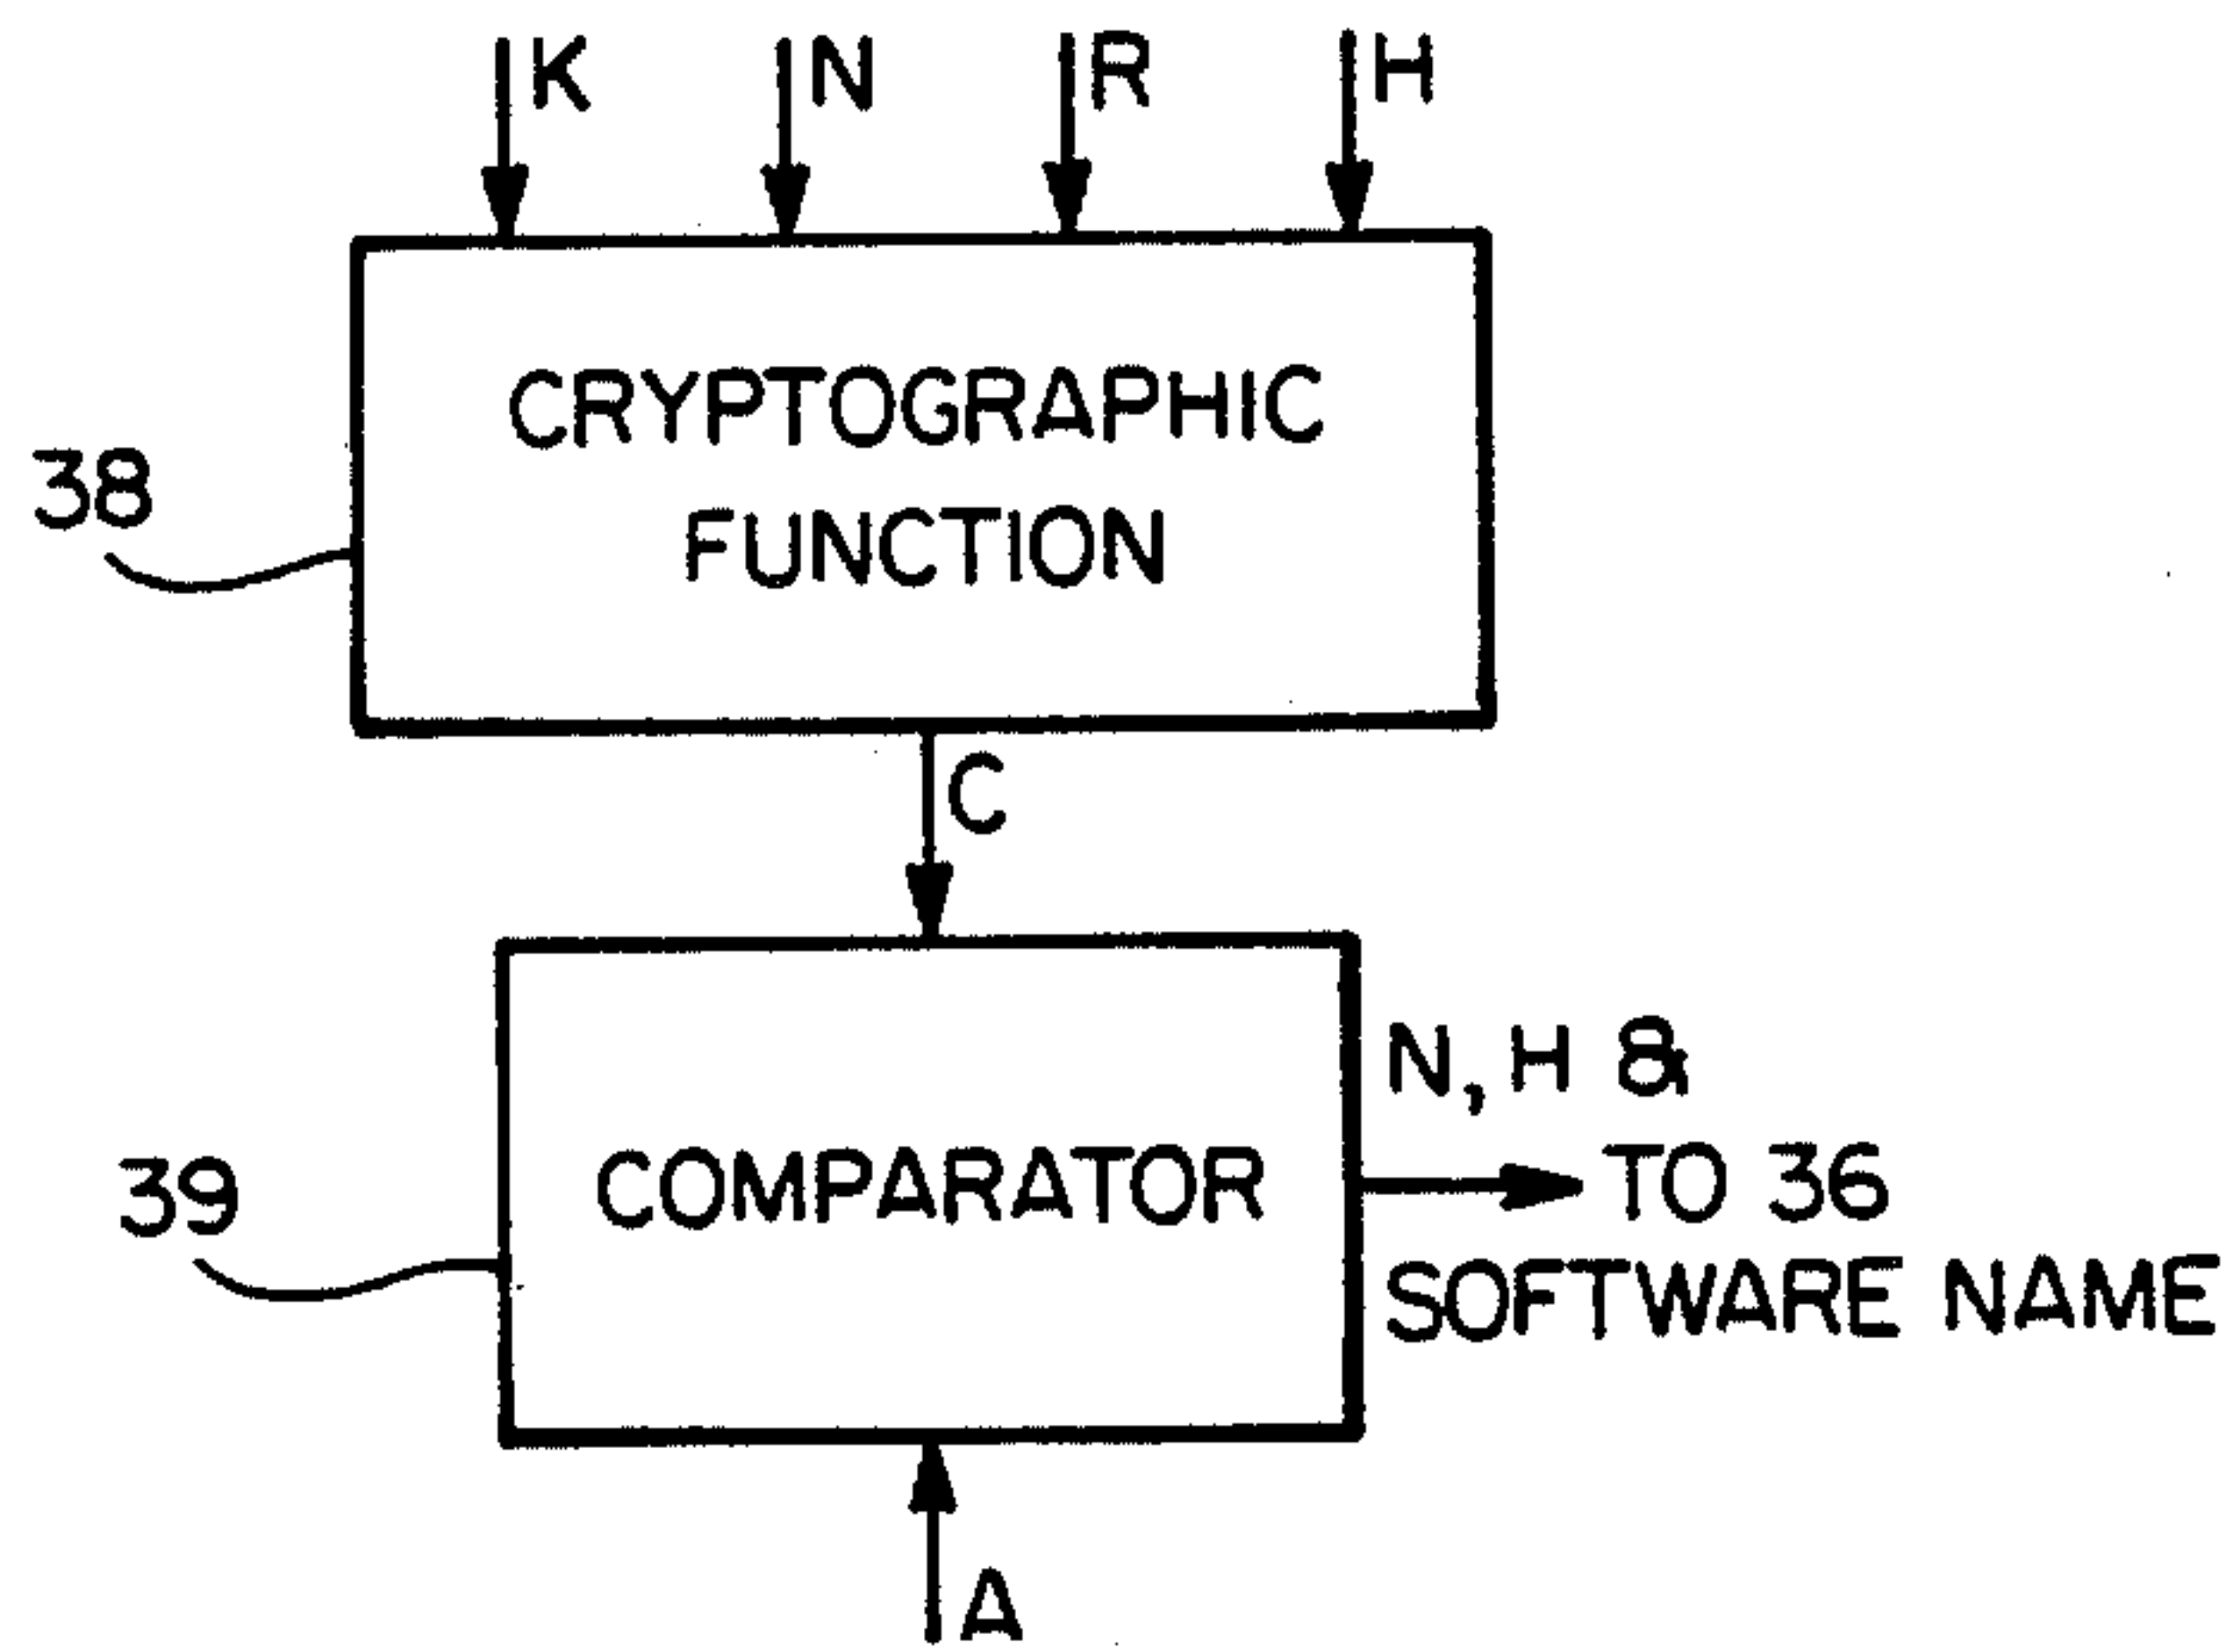 K N R H
CRYPTOGRAPHIC
FUNCTION
38
C
N, H &
COMPARATOR
TO 36
39
SOFTWARE NAME
A